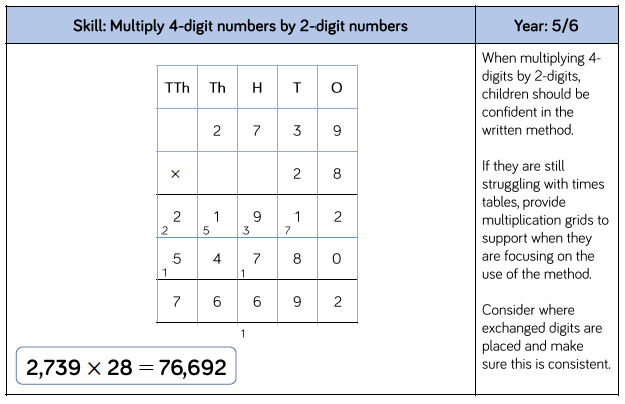 Skill: Multiply 4-digit numbers by 2-digit numbers
Year: 5/6
TTh Th H T O
2 7 3 9
× 2 8
2 1 9 1 2
2 5 3 7
5 4 7 8 0
1 1
7 6 6 9 2
1
2,739 × 28 = 76,692
When multiplying 4-
digits by 2-digits,
children should be
confident in the
written method.
If they are still
struggling with times
tables, provide
multiplication grids to
support when they
are focusing on the
use of the method.
Consider where
exchanged digits are
placed and make
sure this is consistent.